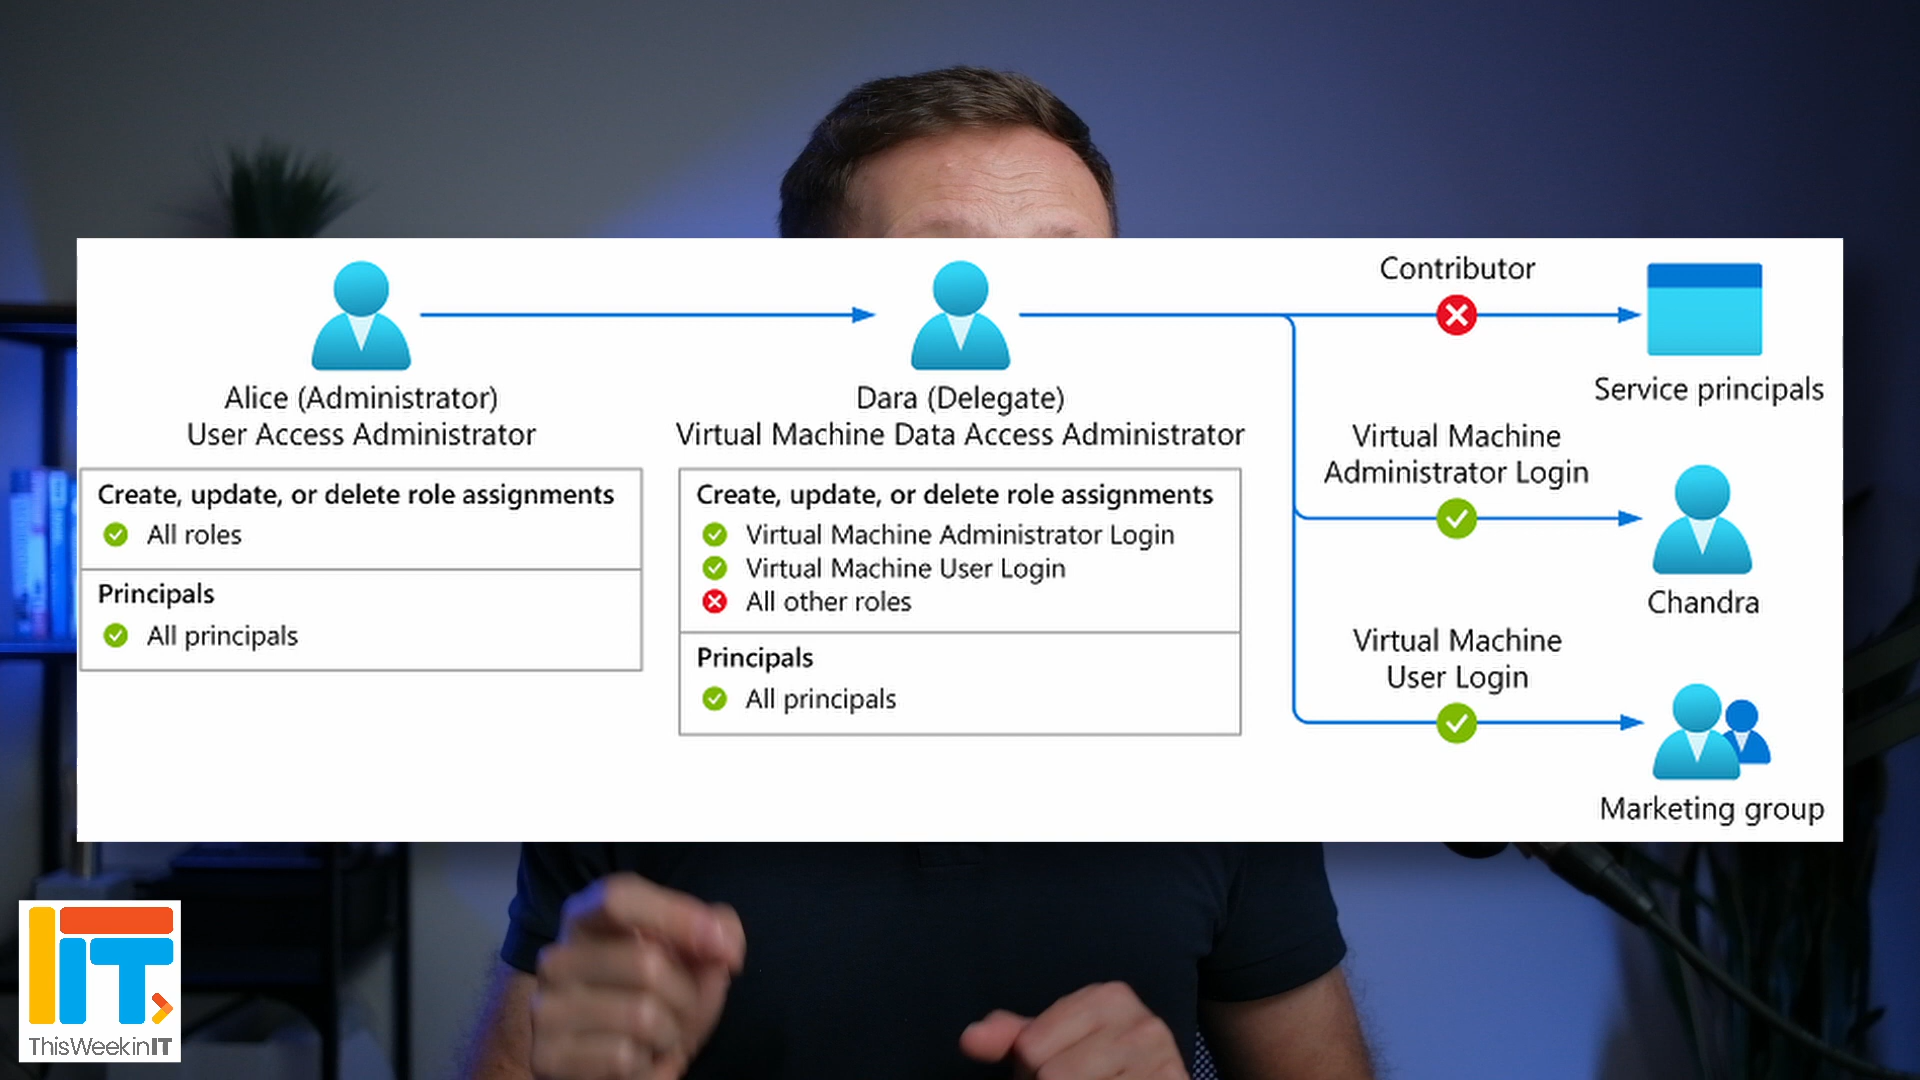 Alice (Administrator)
User Access Administrator
Create, update, or delete role assignments
All roles
Principals
All principals
Dara (Delegate)
Virtual Machine Data Access Administrator
Create, update, or delete role assignments
Virtual Machine Administrator Login
Virtual Machine User Login
All other roles
Principals
All principals
Contributor
Service principals
Virtual Machine
Administrator Login
Chandra
Virtual Machine
User Login
Marketing group
IT
ThisWeekinIT